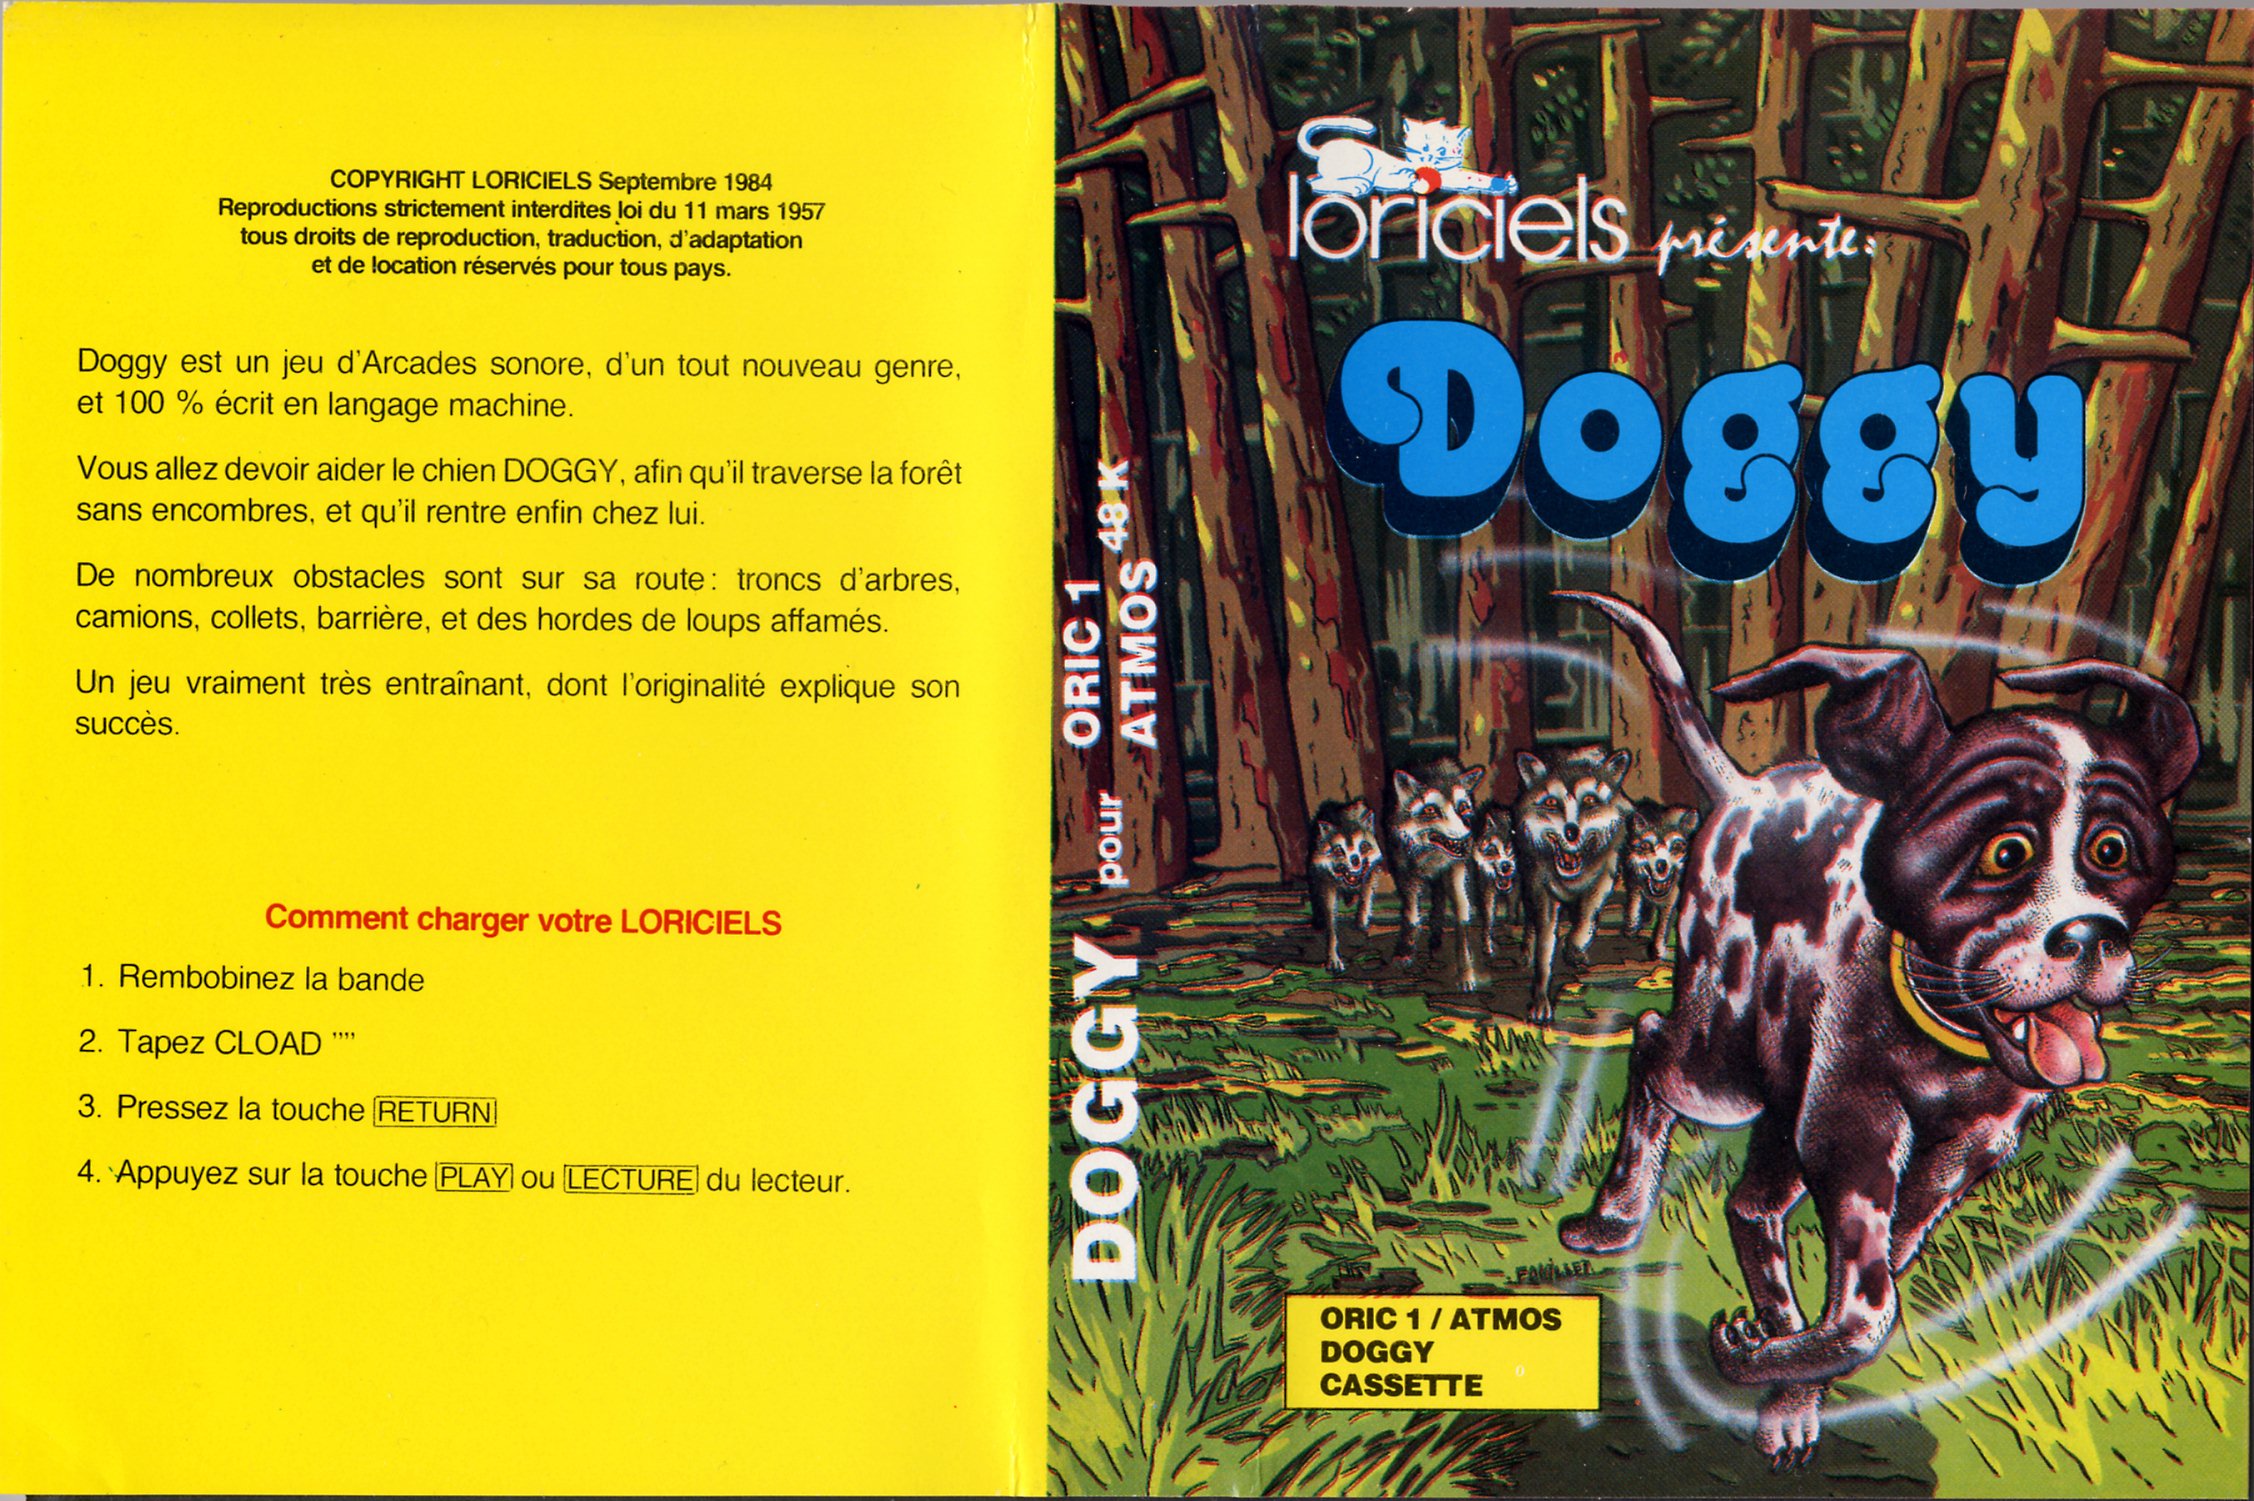 COPYRIGHT LORICIELS Septembre 1984
Reproductions strictement interdites loi du 11 mars 1957
tous droits de reproduction, traduction, d'adaptation
et de location réservés pour tous pays.
Doggy est un jeu d'Arcades sonore, d'un tout nouveau genre,
et 100 % écrit en langage machine.
Vous allez devoir aider le chien DOGGY, afin qu'il traverse la forêt
sans encombres, et qu'il rentre enfin chez lui.
De nombreux obstacles sont sur sa route : troncs d'arbres,
camions, collets, barrière, et des hordes de loups affamés.
Un jeu vraiment très entraînant, dont l'originalité explique son
succès.
Comment charger votre LORICIELS
1. Rembobinez la bande
2. Tapez CLOAD ""
3. Pressez la touche RETURN
4. Appuyez sur la touche PLAY ou LECTURE du lecteur.
DOGGY pour ORIC 1
ATMOS 48 K
loriciels présente:
Doggy
ORIC 1 / ATMOS
DOGGY
CASSETTE